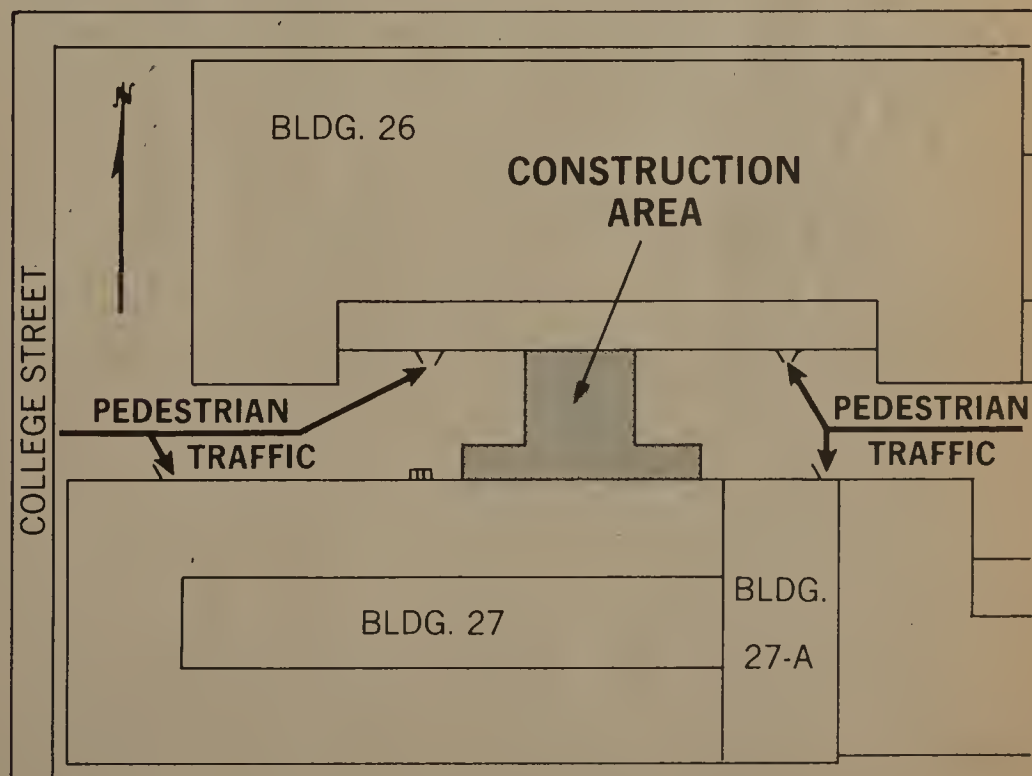 N
BLDG. 26
CONSTRUCTION
AREA
COLLEGE STREET
PEDESTRIAN
TRAFFIC
PEDESTRIAN
TRAFFIC
BLDG. 27
BLDG.
27-A